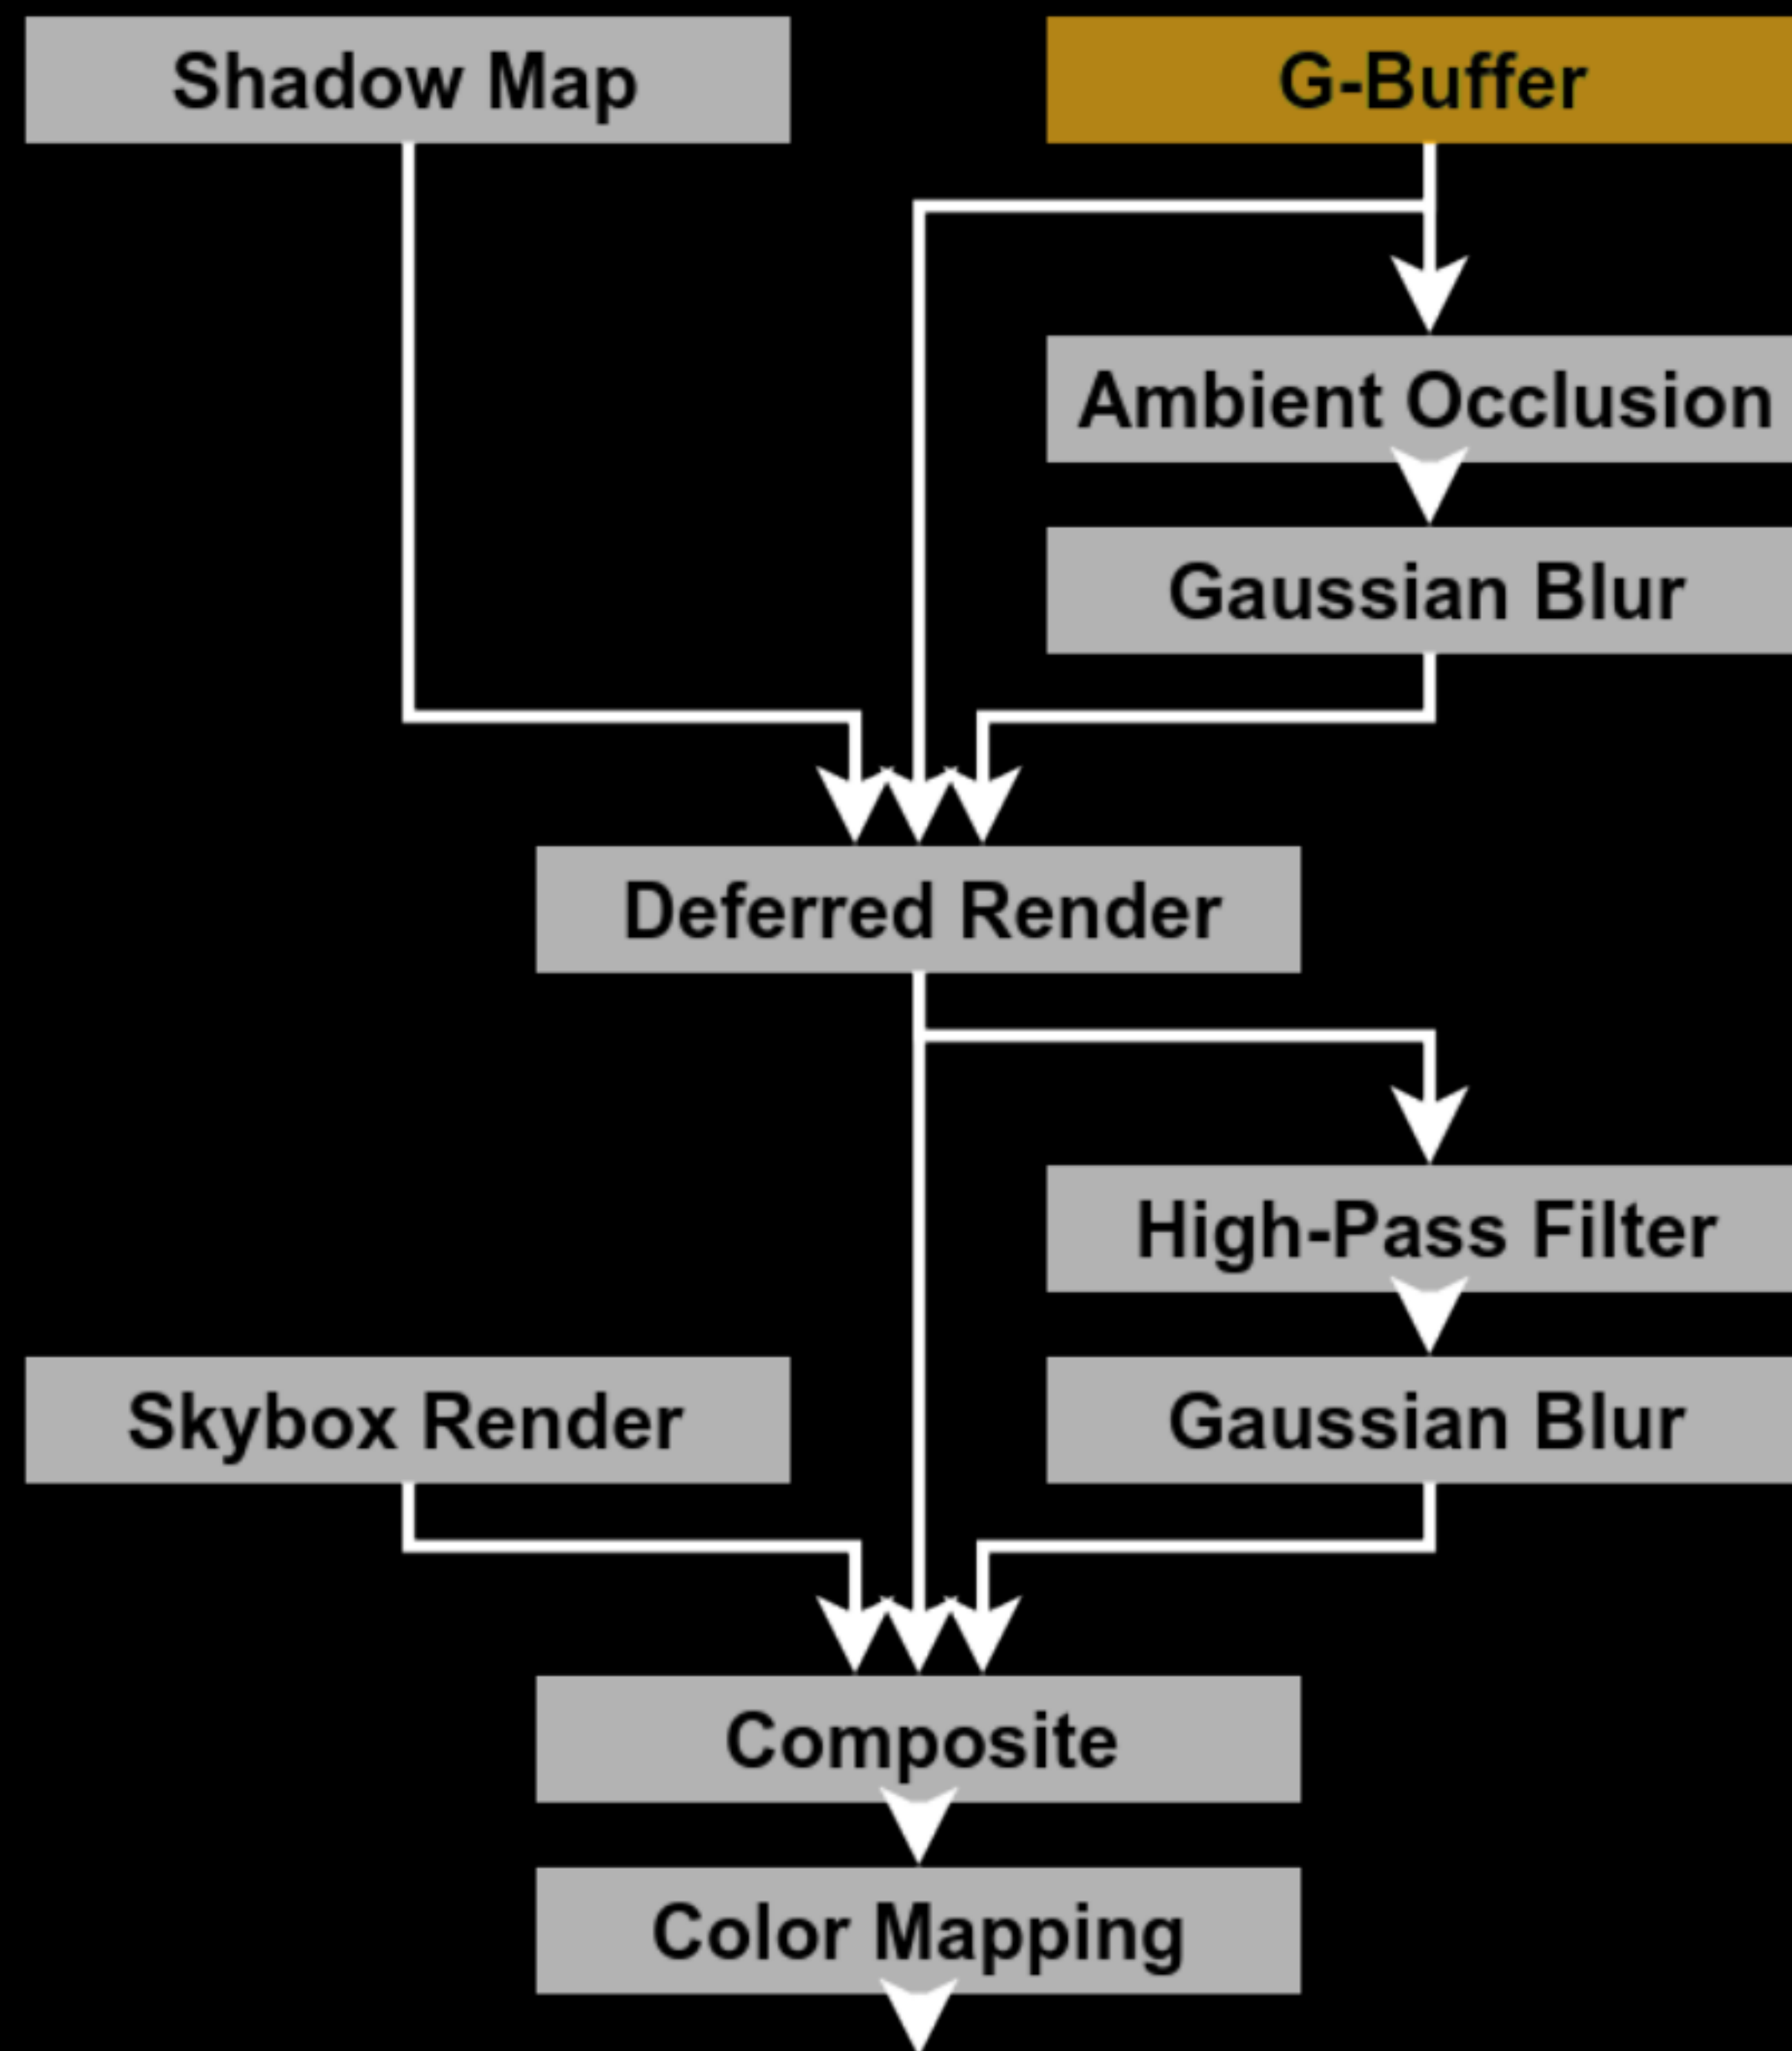 Shadow Map
G-Buffer
Ambient Occlusion
Gaussian Blur
Deferred Render
High-Pass Filter
Skybox Render
Gaussian Blur
Composite
Color Mapping